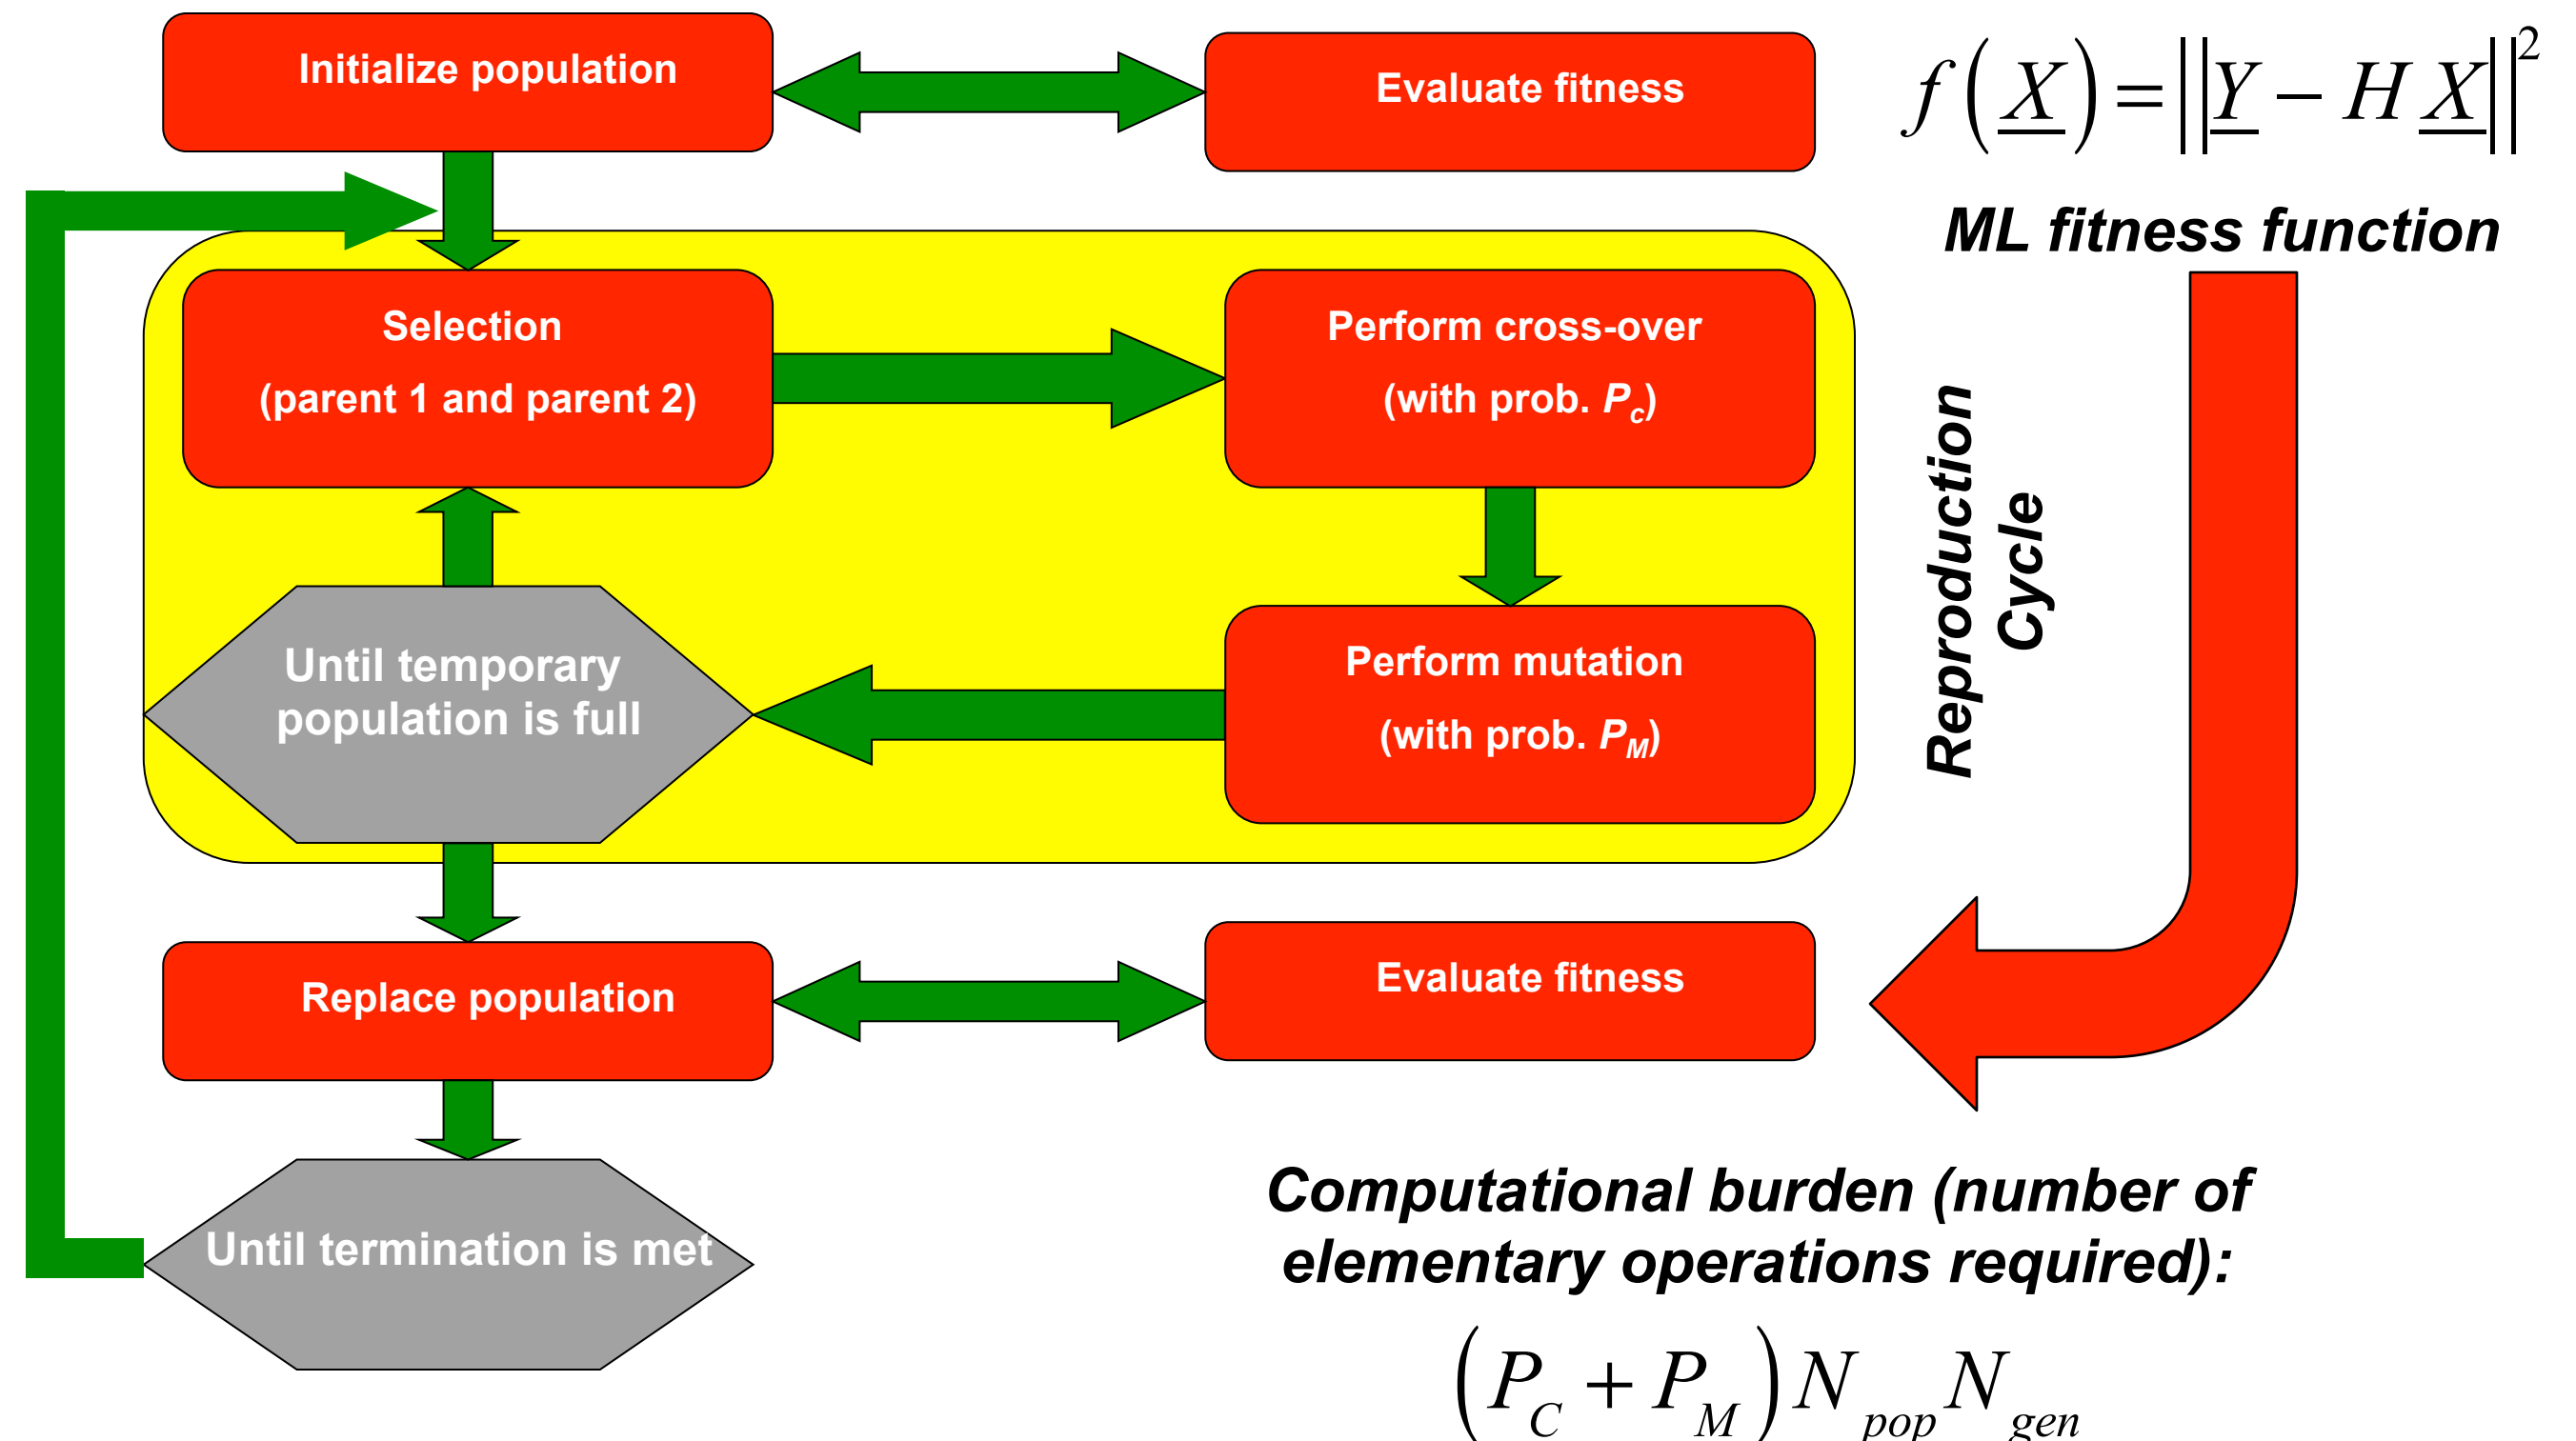 Initialize population
Evaluate fitness
f(X) = ||Y − H X||²
ML fitness function
Selection
(parent 1 and parent 2)
Perform cross-over
(with prob. Pc)
Reproduction
Cycle
Until temporary
population is full
Perform mutation
(with prob. PM)
Replace population
Evaluate fitness
Until termination is met
Computational burden (number of
elementary operations required):
(PC + PM) Npop Ngen